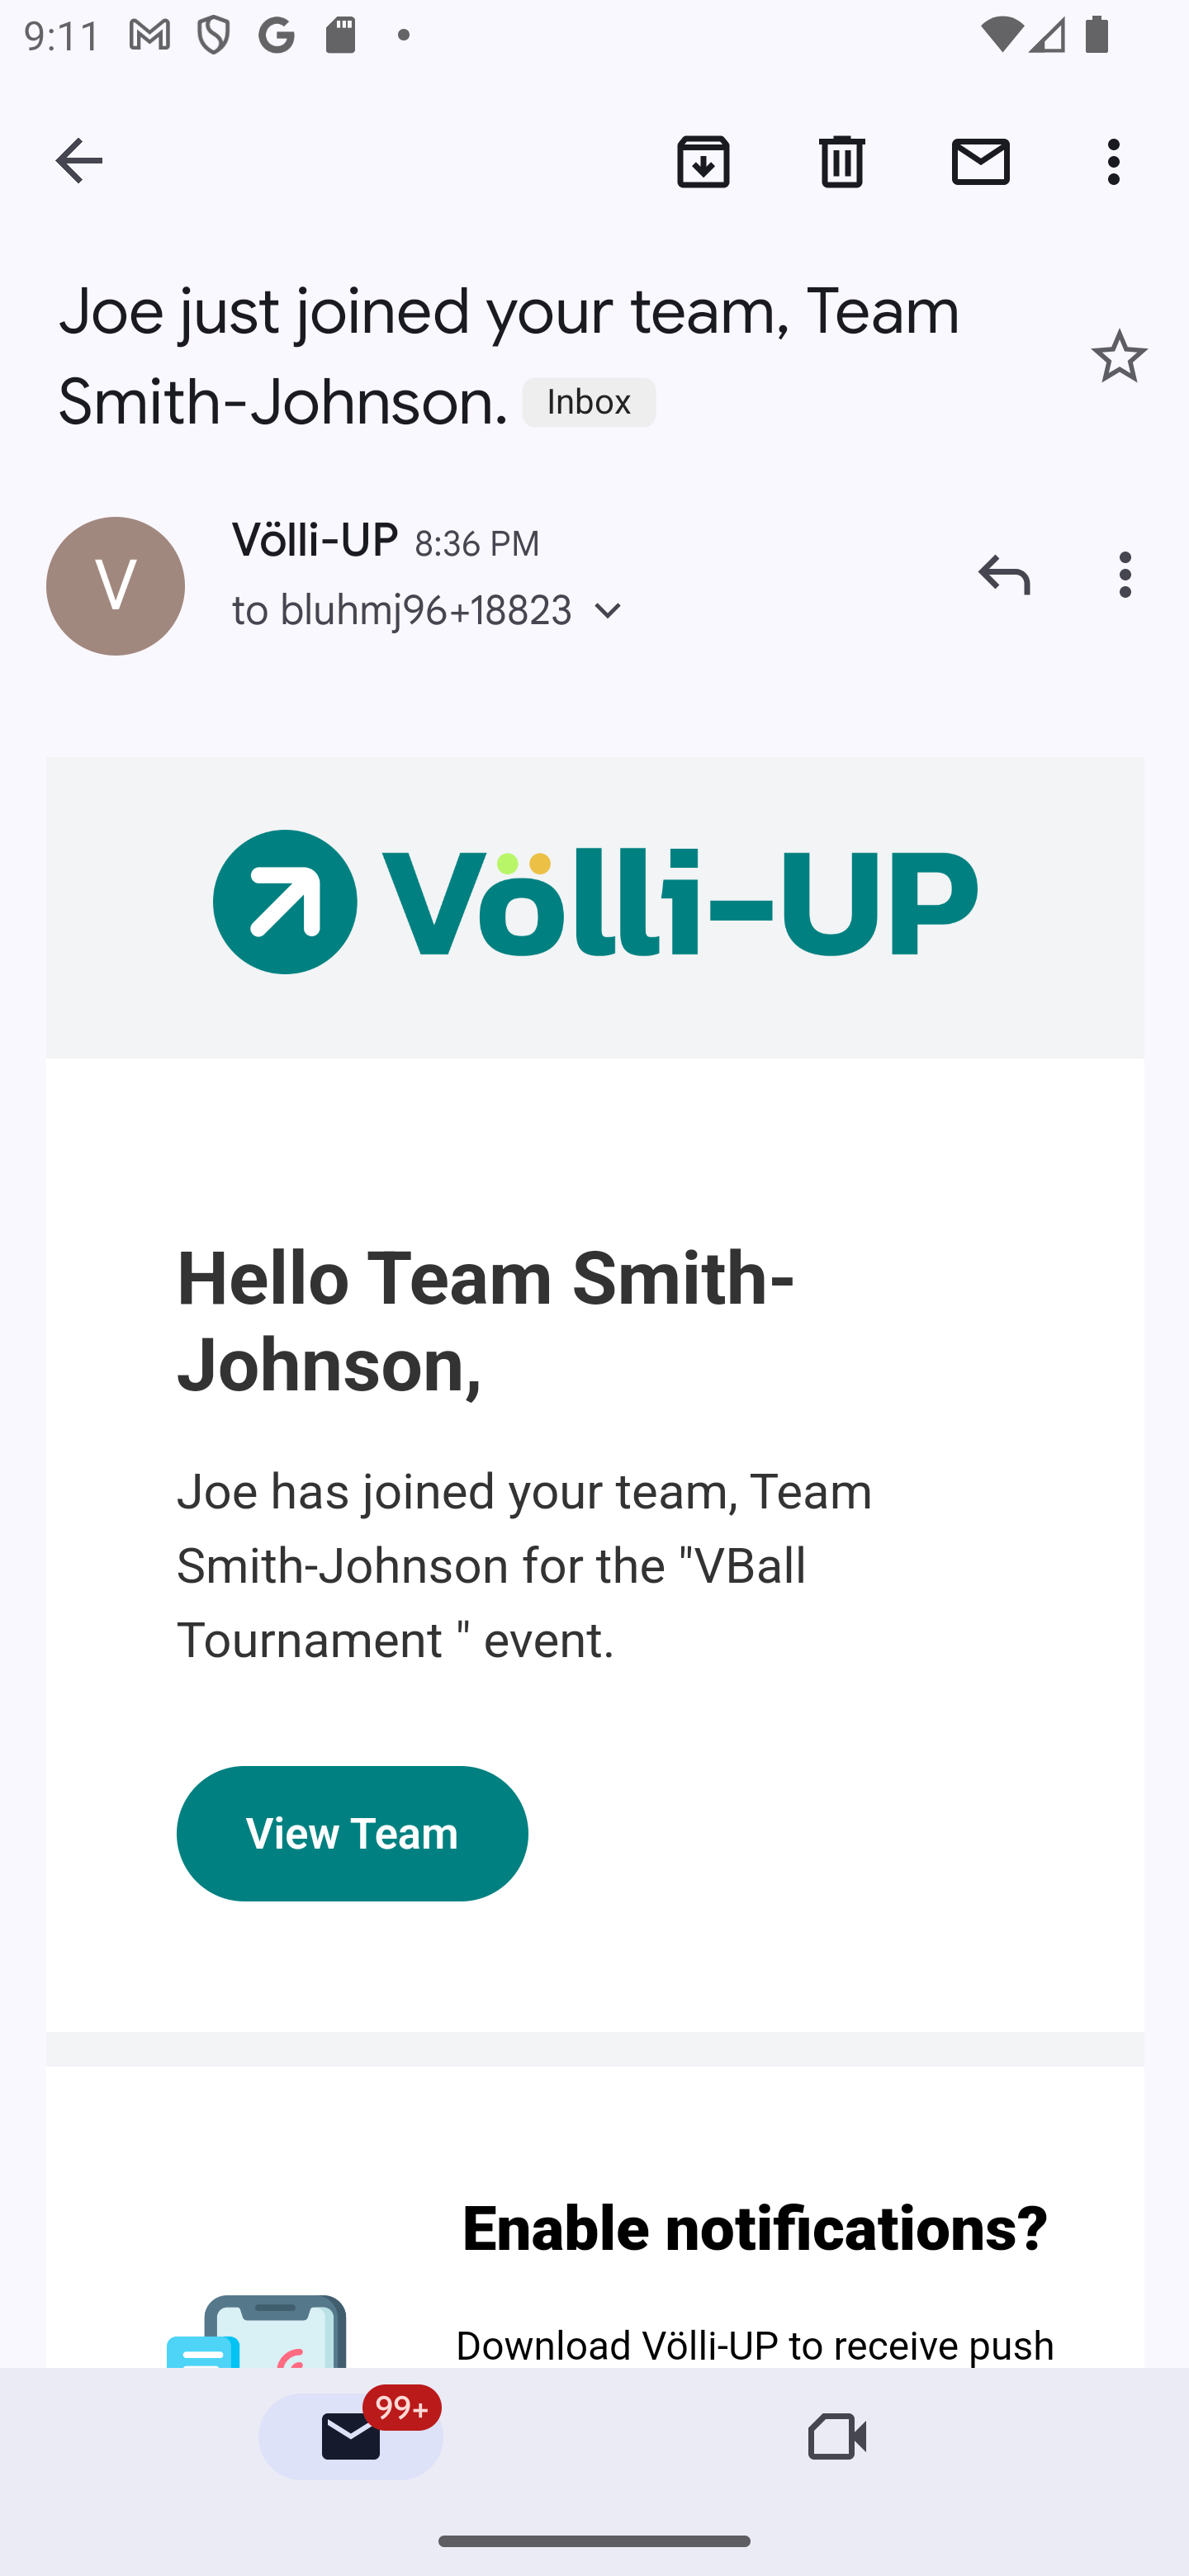 9:11
Joe just joined your team, Team
Smith-Johnson. Inbox
V
Völli-UP 8:36 PM
to bluhmj96+18823
Völli-UP
Hello Team Smith-
Johnson,
Joe has joined your team, Team
Smith-Johnson for the "VBall
Tournament " event.
View Team
Enable notifications?
Download Völli-UP to receive push
99+